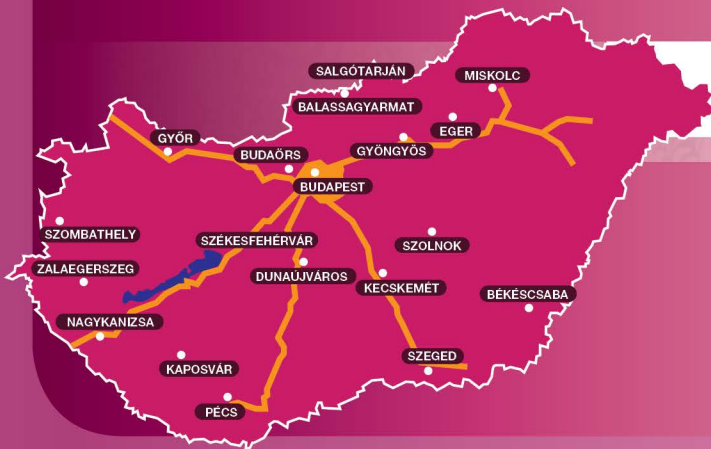 SALGÓTARJÁN
MISKOLC
BALASSAGYARMAT
EGER
GYŐR
GYÖNGYÖS
BUDAÖRS
BUDAPEST
SZOMBATHELY
SZÉKESFEHÉRVÁR
SZOLNOK
ZALAEGERSZEG
DUNAÚJVÁROS
KECSKEMÉT
BÉKÉSCSABA
NAGYKANIZSA
SZEGED
KAPOSVÁR
PÉCS